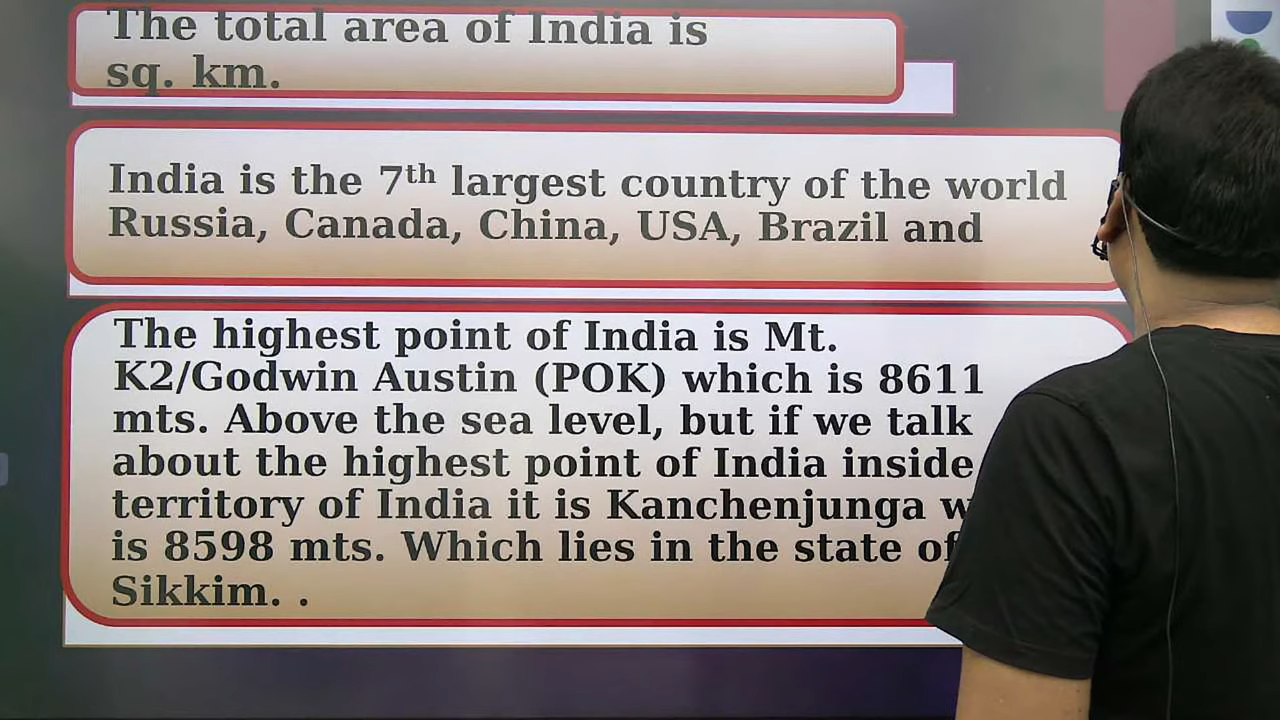 The total area of India is
sq. km.
India is the 7th largest country of the world
Russia, Canada, China, USA, Brazil and
The highest point of India is Mt.
K2/Godwin Austin (POK) which is 8611
mts. Above the sea level, but if we talk
about the highest point of India inside
territory of India it is Kanchenjunga
is 8598 mts. Which lies in the state of
Sikkim. .